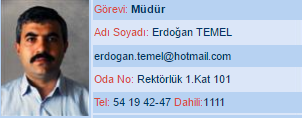 Görevi: Müdür
Adı Soyadı: Erdoğan TEMEL
erdogan.temel@hotmail.com
Oda No: Rektörlük 1.Kat 101
Tel: 54 19 42-47 Dahili:1111